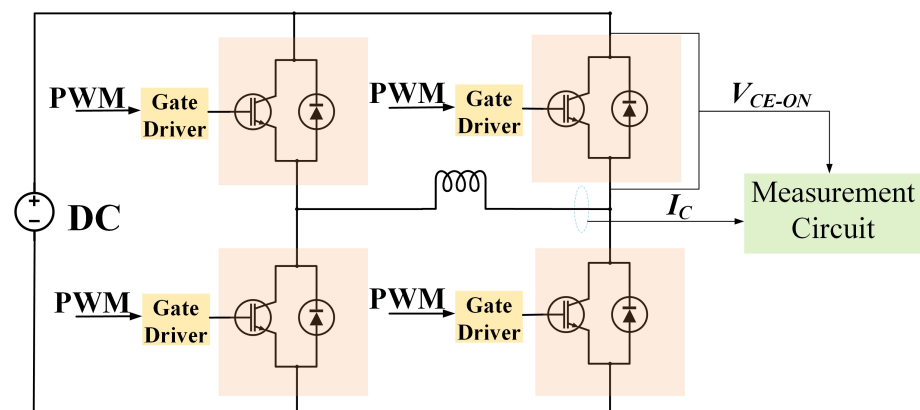 PWM
Gate
Driver
PWM
Gate
Driver
V_CE-ON
Measurement
Circuit
I_C
+
−
DC
PWM
Gate
Driver
PWM
Gate
Driver